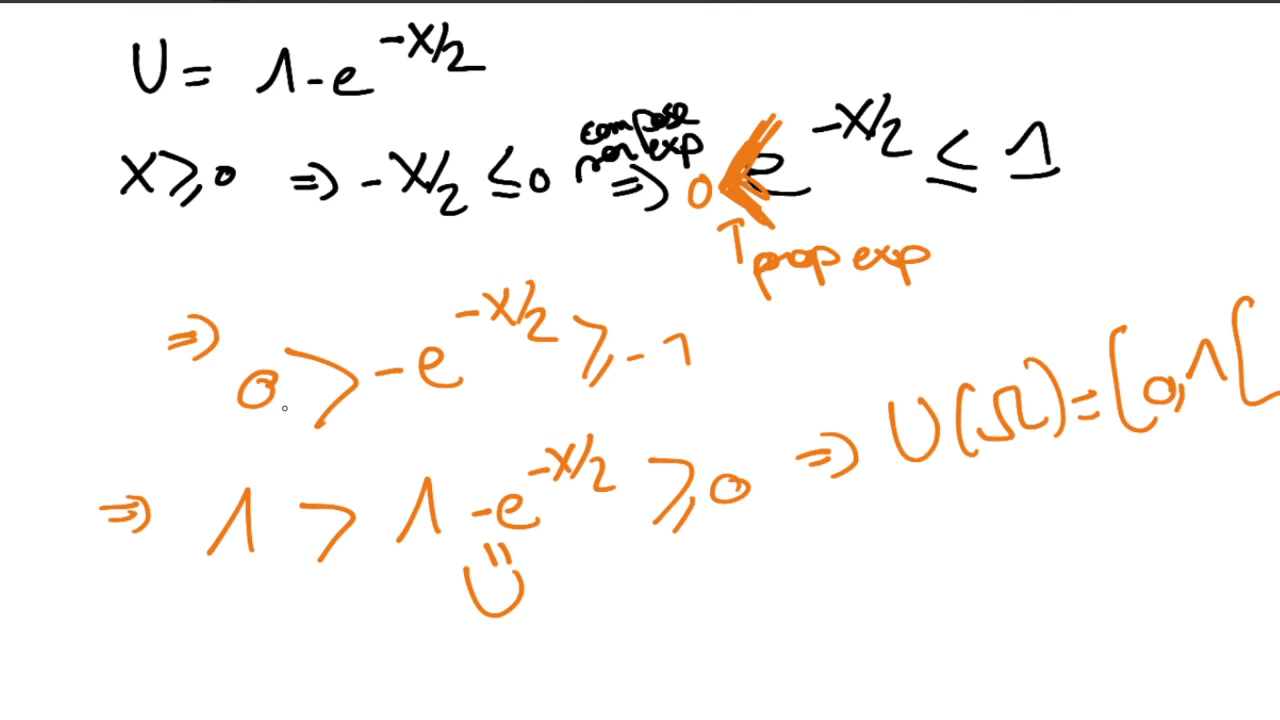 U = 1 - e^{-X/2}
X ⩾ 0 ⇒ -X/2 ≤ 0 compose par exp ⇒ 0 < e^{-X/2} ≤ 1
↑ prop exp
⇒ 0 > -e^{-X/2} ⩾ -1
⇒ 1 > 1 - e^{-X/2} ⩾ 0 ⇒ U(Ω) = [0,1[
= U